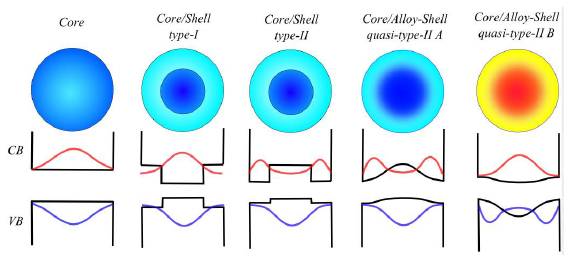 Core
Core/Shell
type-I
Core/Shell
type-II
Core/Alloy-Shell
quasi-type-II A
Core/Alloy-Shell
quasi-type-II B
CB
VB